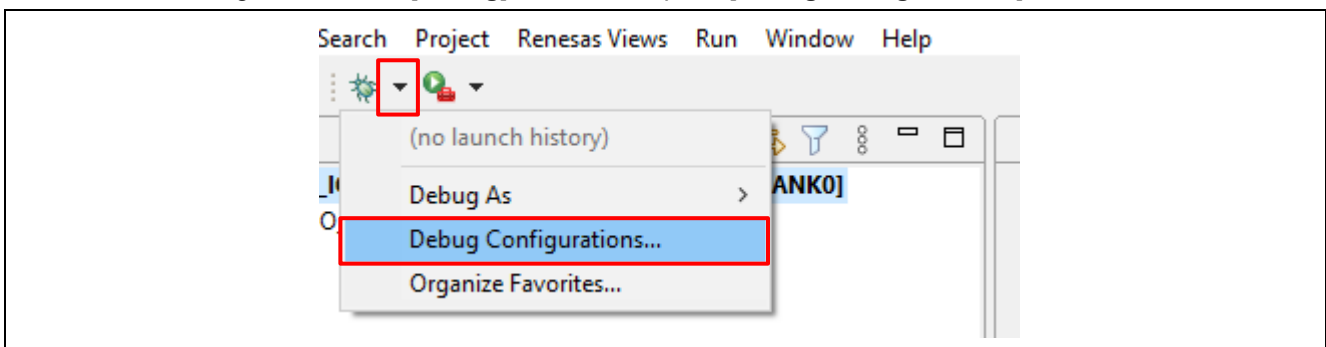 Search Project Renesas Views Run Window Help
(no launch history)
Debug As
ANK0]
Debug Configurations...
Organize Favorites...